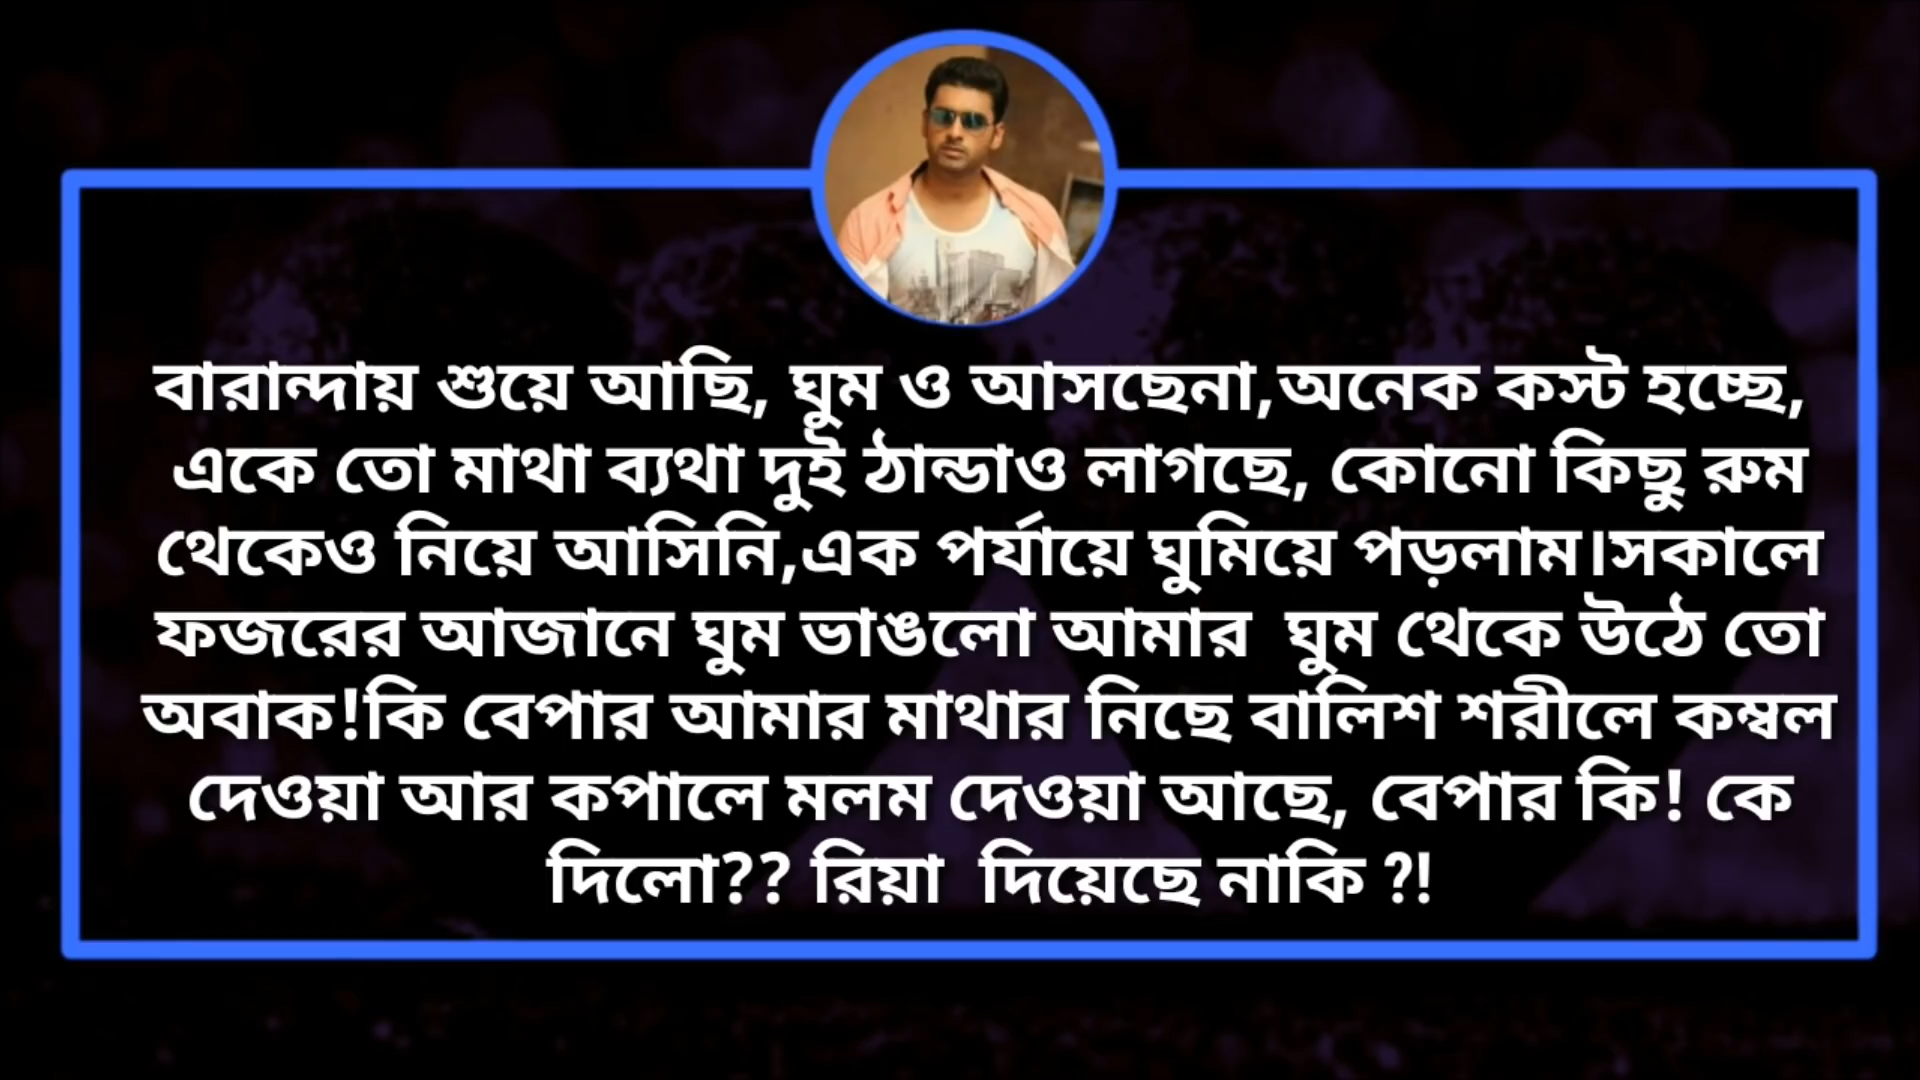 বারান্দায় শুয়ে আছি, ঘুম ও আসছেনা,অনেক কস্ট হচ্ছে,
একে তো মাথা ব্যথা দুই ঠান্ডাও লাগছে, কোনো কিছু রুম
থেকেও নিয়ে আসিনি,এক পর্যায়ে ঘুমিয়ে পড়লাম।সকালে
ফজরের আজানে ঘুম ভাঙলো আমার  ঘুম থেকে উঠে তো
অবাক!কি বেপার আমার মাথার নিছে বালিশ শরীলে কম্বল
দেওয়া আর কপালে মলম দেওয়া আছে, বেপার কি! কে
দিলো?? রিয়া  দিয়েছে নাকি ?!